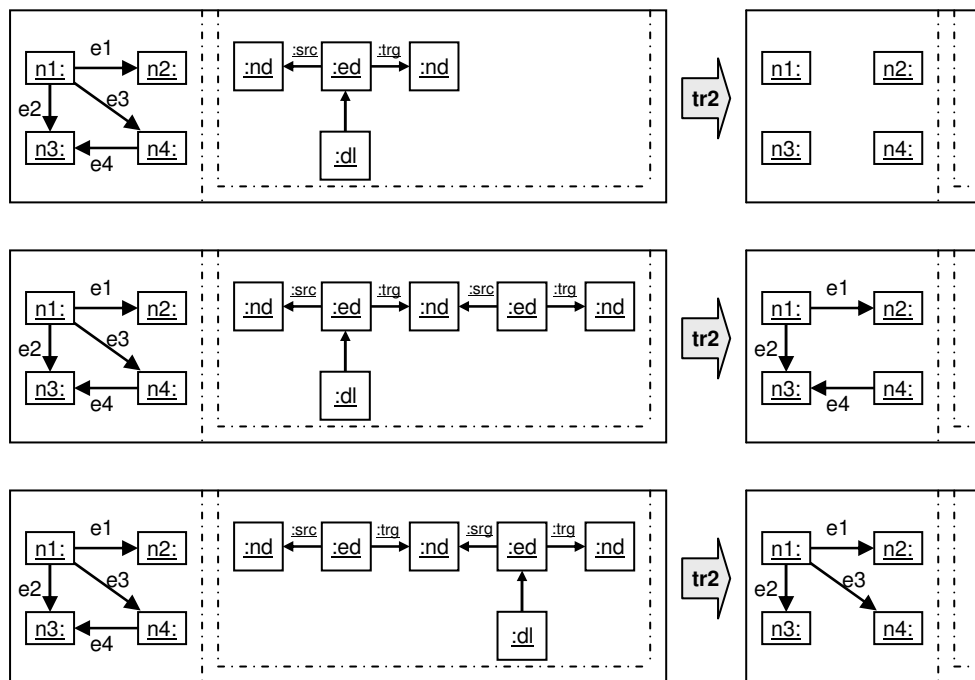 e1 :src :trg
n1: n2: :nd :ed :nd n1: n2:
e2 e3 tr2
n3: n4: :dl n3: n4:
e4
e1 :src :trg :src :trg e1
n1: n2: :nd :ed :nd :ed :nd n1: n2:
e2 e3 tr2 e2
n3: n4: :dl n3: n4:
e4 e4
e1 :src :trg :srg :trg e1
n1: n2: :nd :ed :nd :ed :nd n1: n2:
e2 e3 tr2 e2 e3
n3: n4: :dl n3: n4:
e4